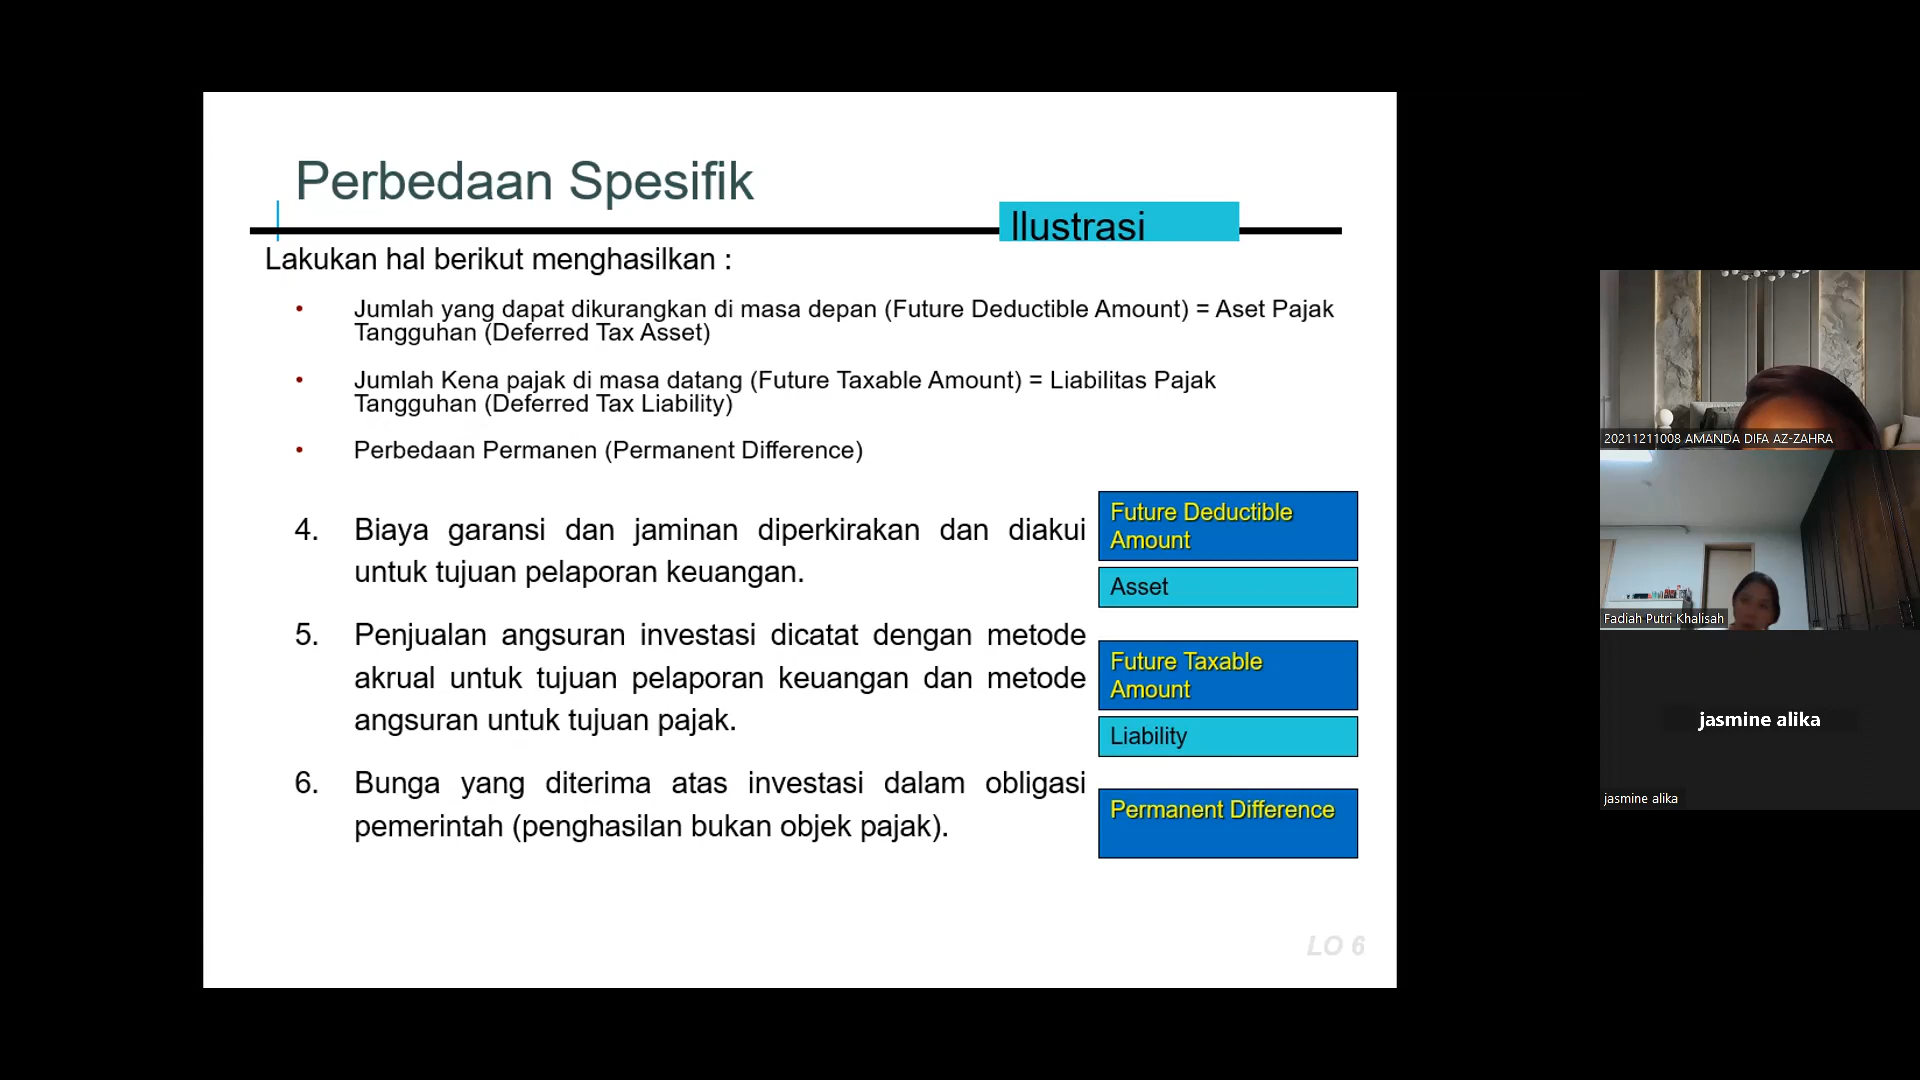 Perbedaan Spesifik
Ilustrasi
Lakukan hal berikut menghasilkan :
• Jumlah yang dapat dikurangkan di masa depan (Future Deductible Amount) = Aset Pajak
Tangguhan (Deferred Tax Asset)
• Jumlah Kena pajak di masa datang (Future Taxable Amount) = Liabilitas Pajak
Tangguhan (Deferred Tax Liability)
• Perbedaan Permanen (Permanent Difference)
4. Biaya garansi dan jaminan diperkirakan dan diakui
untuk tujuan pelaporan keuangan.
Future Deductible
Amount
Asset
5. Penjualan angsuran investasi dicatat dengan metode
akrual untuk tujuan pelaporan keuangan dan metode
angsuran untuk tujuan pajak.
Future Taxable
Amount
Liability
6. Bunga yang diterima atas investasi dalam obligasi
pemerintah (penghasilan bukan objek pajak).
Permanent Difference
LO 6
20211211008 AMANDA DIFA AZ-ZAHRA
Fadiah Putri Khalisah
jasmine alika
jasmine alika